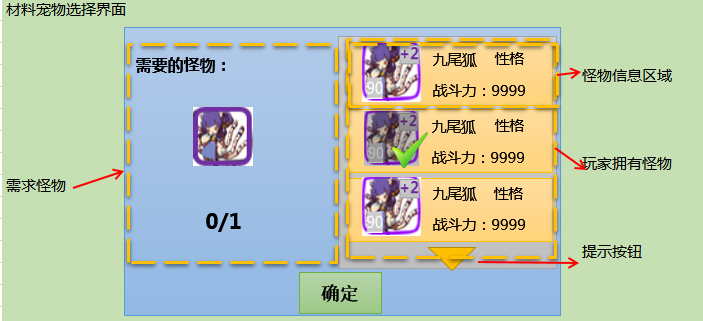 材料宠物选择界面
需要的怪物：
0/1
需求怪物
+2
90
九尾狐 性格
战斗力：9999
+2
90
九尾狐 性格
战斗力：9999
+2
90
九尾狐 性格
战斗力：9999
怪物信息区域
玩家拥有怪物
提示按钮
确定